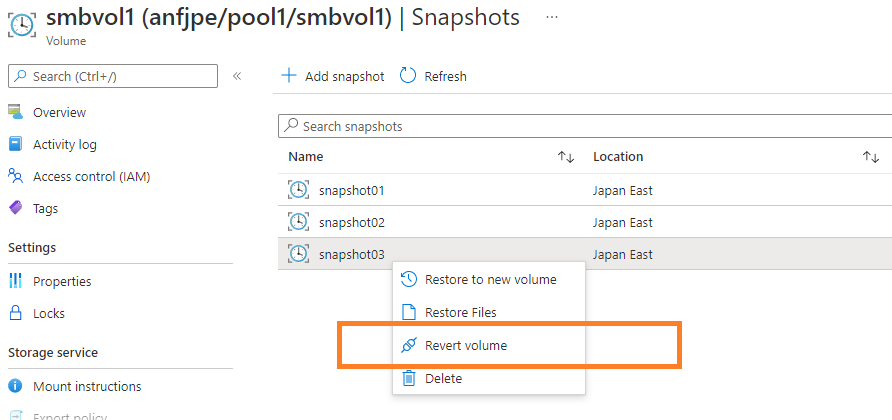 smbvol1 (anfjpe/pool1/smbvol1) | Snapshots ...
Volume
Search (Ctrl+/) «
Overview
Activity log
Access control (IAM)
Tags
Settings
Properties
Locks
Storage service
Mount instructions
Export policy
+ Add snapshot Refresh
Search snapshots
Name ↑↓ Location ↑↓
snapshot01 Japan East
snapshot02 Japan East
snapshot03 Japan East
Restore to new volume
Restore Files
Revert volume
Delete